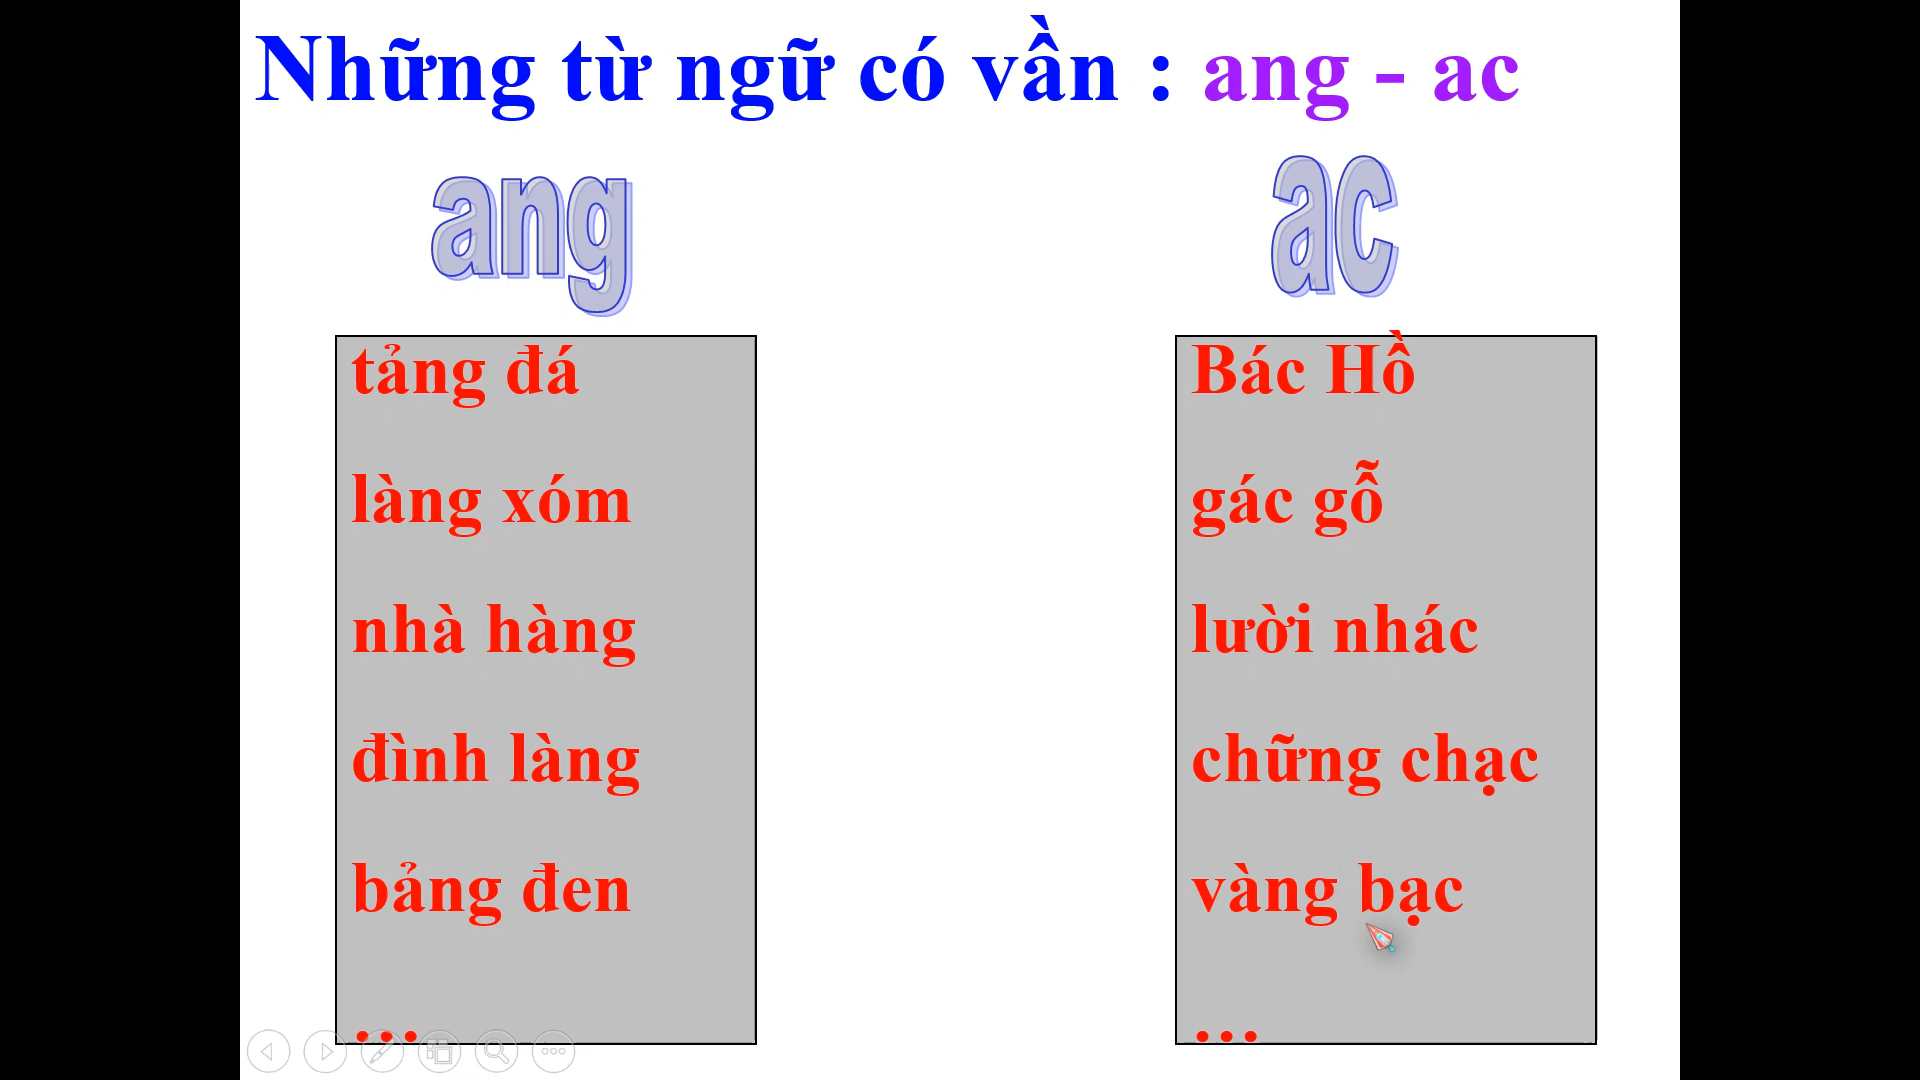 Những từ ngữ có vần : ang - ac
ang
tảng đá
làng xóm
nhà hàng
đình làng
bảng đen
...
ac
Bác Hồ
gác gỗ
lười nhác
chững chạc
vàng bạc
...